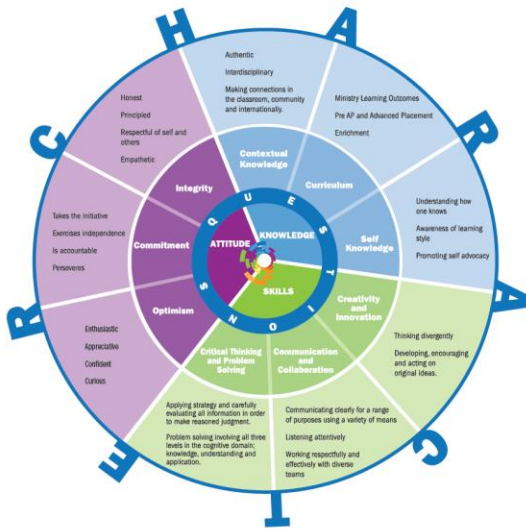 CHARACTER
Authentic
Interdisciplinary
Making connections in
the classroom, community
and internationally.
Ministry Learning Outcomes
Pre AP and Advanced Placement
Enrichment
Understanding how
one knows
Awareness of learning
style
Promoting self advocacy
Thinking divergently
Developing, encouraging
and acting on
original ideas.
Communicating clearly for a range
of purposes using a variety of means
Listening attentively
Working respectfully and
effectively with diverse
teams
Applying strategy and carefully
evaluating all information in order
to make reasoned judgment.
Problem solving involving all three
levels in the cognitive domain;
knowledge, understanding and
application.
Enthusiastic
Appreciative
Confident
Curious
Takes the initiative
Exercises independence
Is accountable
Perseveres
Honest
Principled
Respectful of self and
others
Empathetic
Contextual
Knowledge
Curriculum
Self
Knowledge
Creativity
and
Innovation
Communication
and
Collaboration
Critical Thinking
and Problem
Solving
Optimism
Commitment
Integrity
QUESTIONS
KNOWLEDGE
SKILLS
ATTITUDE